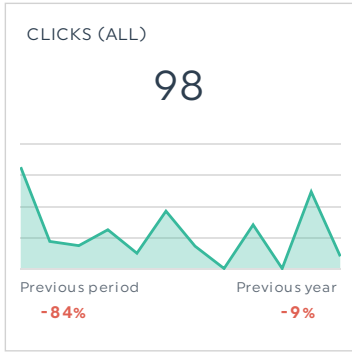 CLICKS (ALL)
98
Previous period
Previous year
-84%
-9%